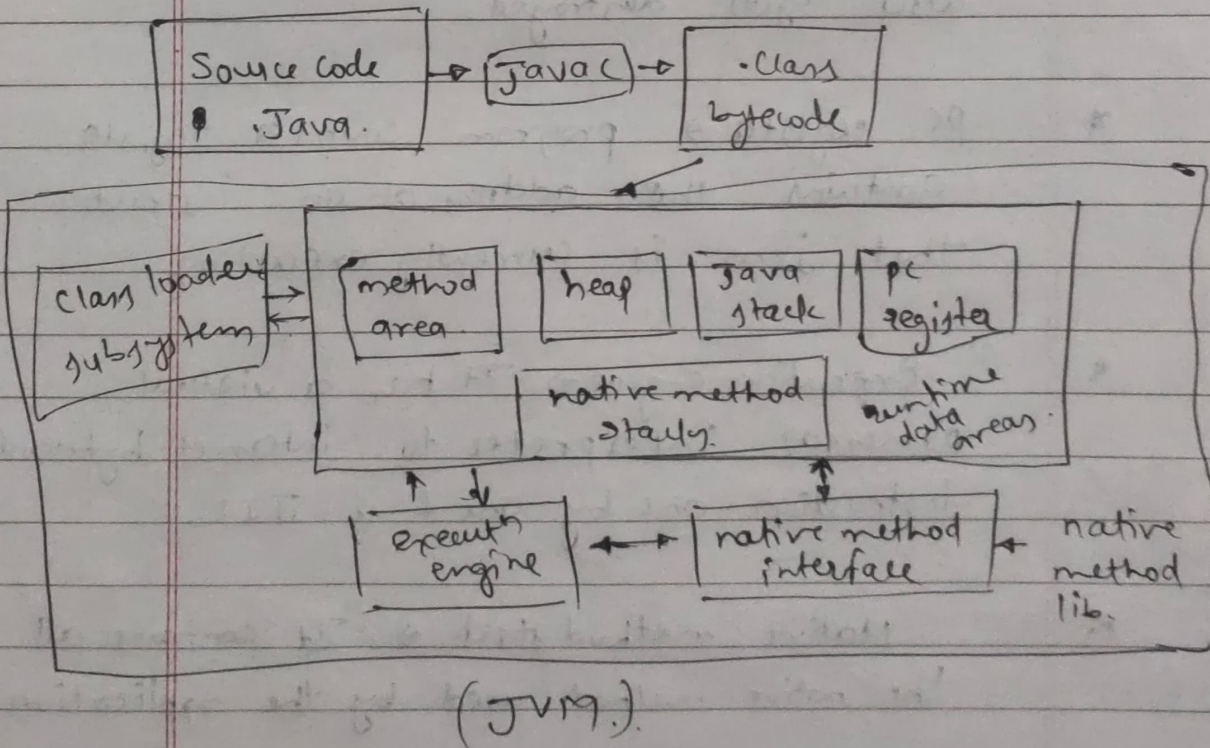 Source code
.Java.
Javac
.Class
bytecode
class loader
subsystem
method
area.
heap
Java
stack
pc
register
native method
runtime
data
areas.
executn
engine
native method
interface
native
method
lib.
(JVM.)